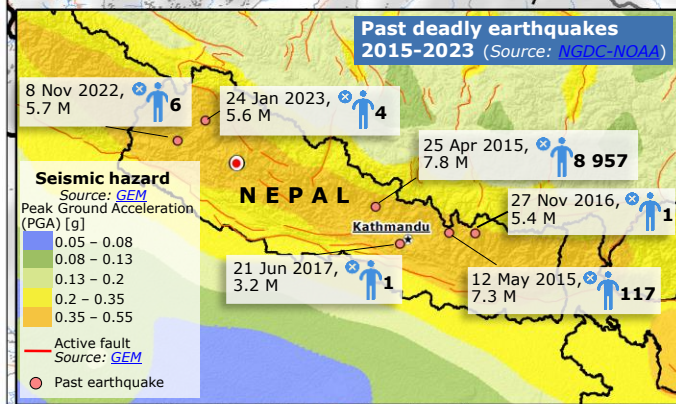 Past deadly earthquakes
2015-2023 (Source: NGDC-NOAA)
8 Nov 2022,
5.7 M
6
24 Jan 2023,
5.6 M
4
25 Apr 2015,
7.8 M
8 957
27 Nov 2016,
5.4 M
1
NEPAL
Kathmandu
21 Jun 2017,
3.2 M
1
12 May 2015,
7.3 M
117
Seismic hazard
Source: GEM
Peak Ground Acceleration
(PGA) [g]
0.05 – 0.08
0.08 – 0.13
0.13 – 0.2
0.2 – 0.35
0.35 – 0.55
Active fault
Source: GEM
Past earthquake